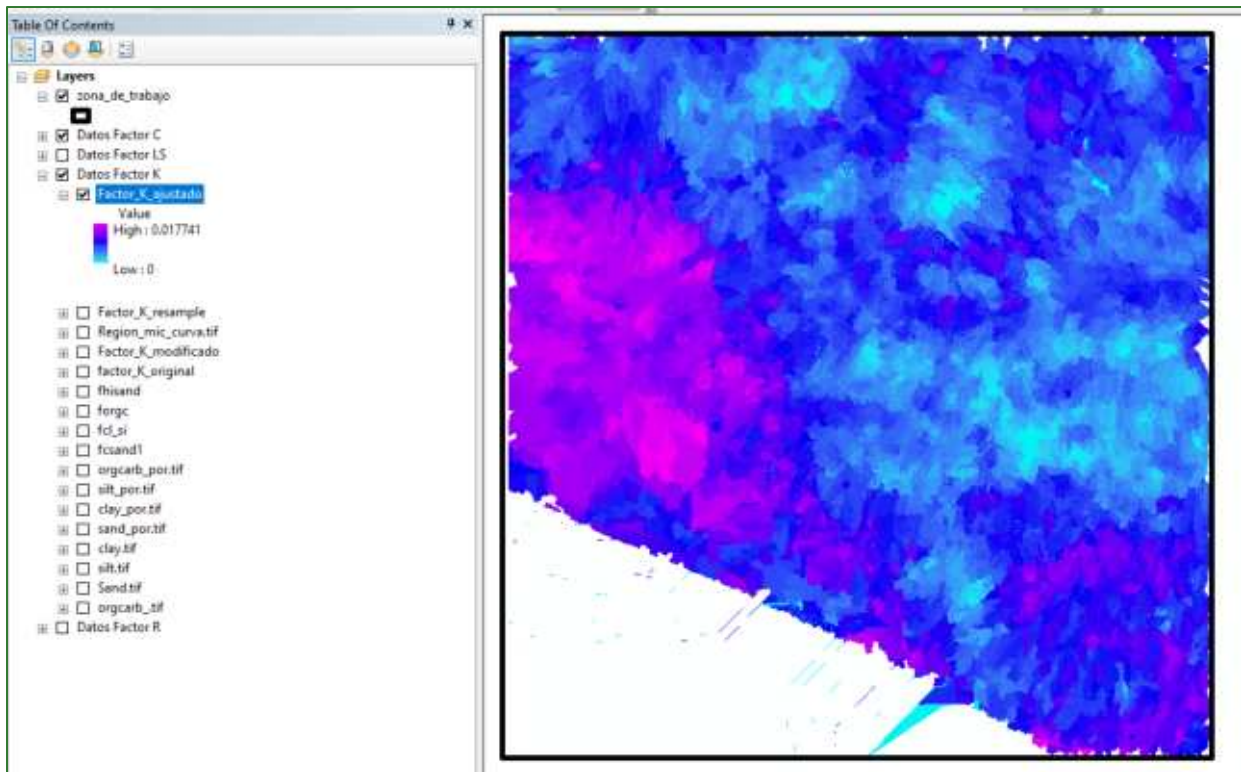 Table Of Contents
Layers
zona_de_trabajo
Datos Factor C
Datos Factor LS
Datos Factor K
Factor_K_ajustado
Value
High : 0.017741
Low : 0
Factor_K_resample
Region_mic_curva.tif
Factor_K_modificado
factor_K_original
fhisand
forgc
fcl_si
fcsand1
orgcarb_por.tif
silt_por.tif
clay_por.tif
sand_por.tif
clay.tif
silt.tif
Sand.tif
orgcarb_.tif
Datos Factor R